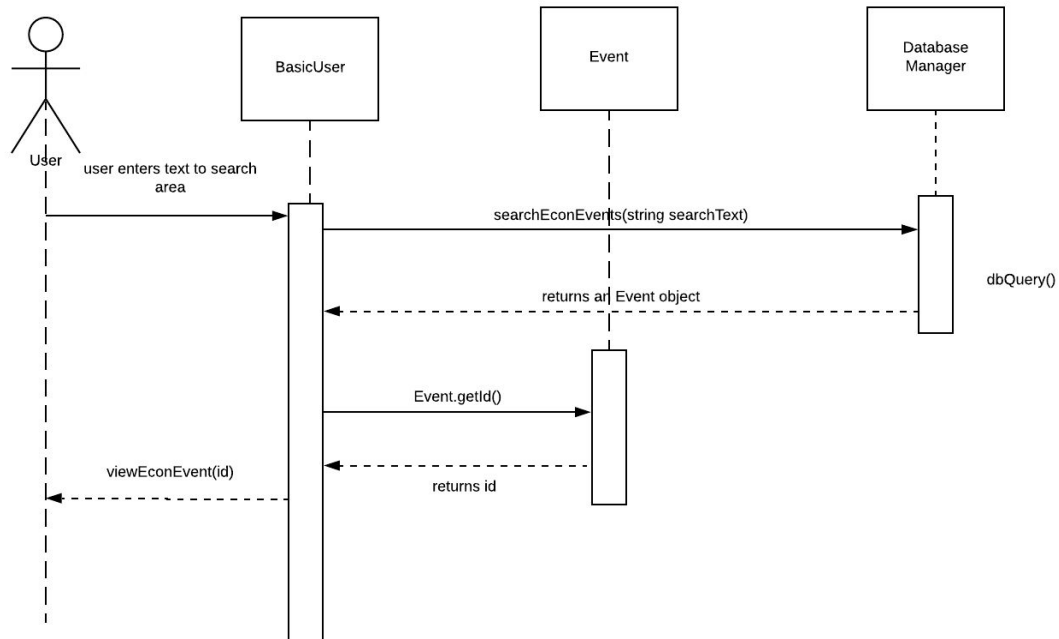 BasicUser
Event
Database
Manager
User
user enters text to search
area
searchEconEvents(string searchText)
dbQuery()
returns an Event object
Event.getId()
viewEconEvent(id)
returns id